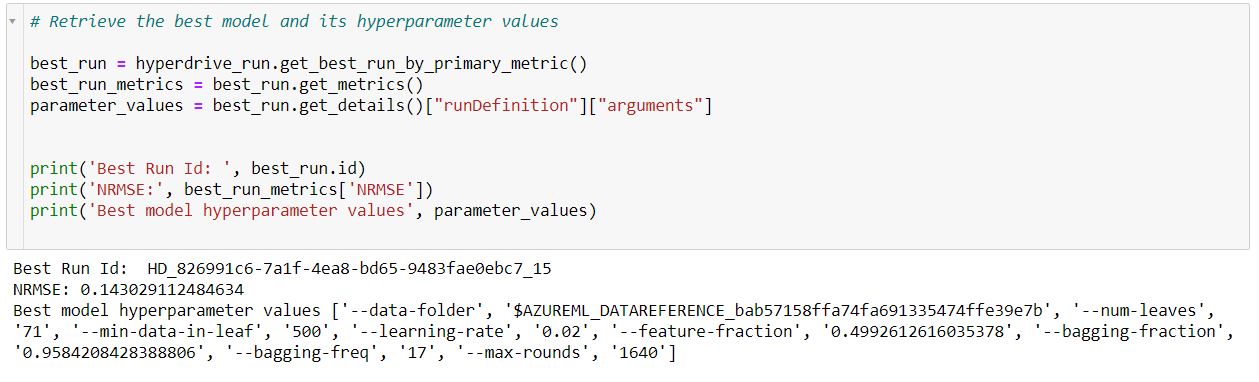 # Retrieve the best model and its hyperparameter values
best_run = hyperdrive_run.get_best_run_by_primary_metric()
best_run_metrics = best_run.get_metrics()
parameter_values = best_run.get_details()["runDefinition"]["arguments"]
print('Best Run Id: ', best_run.id)
print('NRMSE:', best_run_metrics['NRMSE'])
print('Best model hyperparameter values', parameter_values)
Best Run Id:  HD_826991c6-7a1f-4ea8-bd65-9483fae0ebc7_15
NRMSE: 0.143029112484634
Best model hyperparameter values ['--data-folder', '$AZUREML_DATAREFERENCE_bab57158ffa74fa691335474ffe39e7b', '--num-leaves',
'71', '--min-data-in-leaf', '500', '--learning-rate', '0.02', '--feature-fraction', '0.4992612616035378', '--bagging-fraction',
'0.9584208428388806', '--bagging-freq', '17', '--max-rounds', '1640']